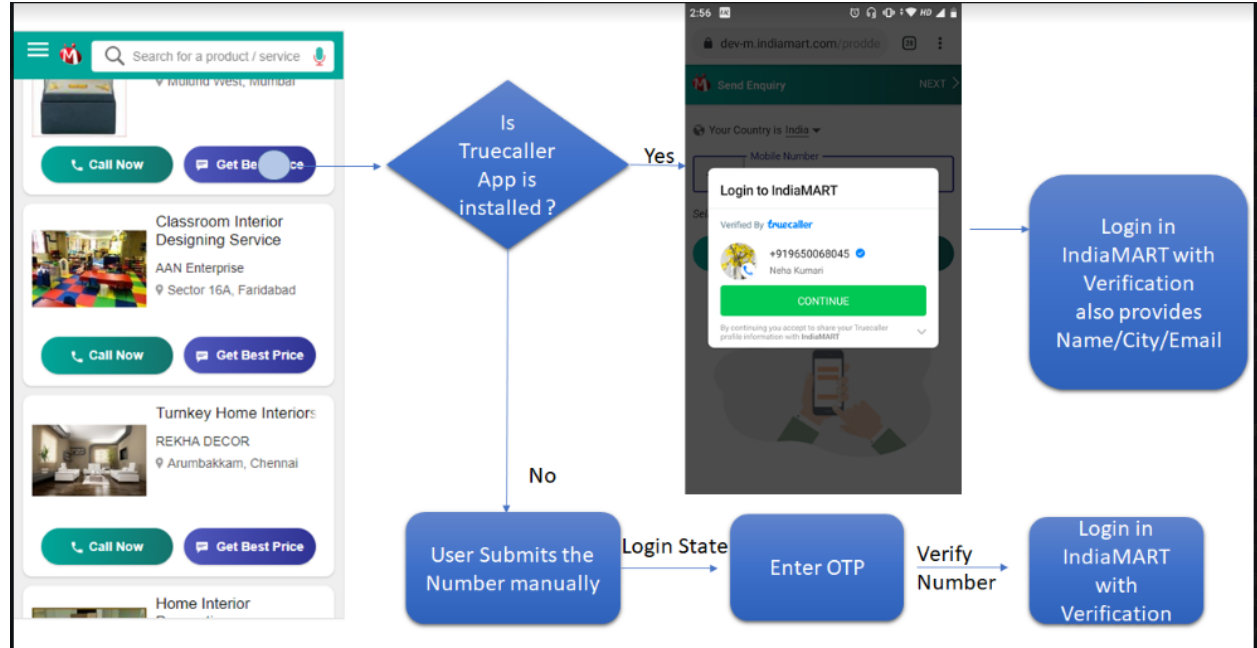 Search for a product / service
Mulund West, Mumbai
Call Now
Get Be ce
Classroom Interior
Designing Service
AAN Enterprise
Sector 16A, Faridabad
Call Now
Get Best Price
Turnkey Home Interiors
REKHA DECOR
Arumbakkam, Chennai
Call Now
Get Best Price
Home Interior
Is
Truecaller
App is
installed ?
Yes
No
2:56
HD
dev-m.indiamart.com/prodde
28
Send Enquiry
NEXT
Your Country is India
Mobile Number
Sel
Login to IndiaMART
Verified By truecaller
+919650068045
Neha Kumari
CONTINUE
By continuing you accept to share your Truecaller
profile information with IndiaMART
Login in
IndiaMART with
Verification
also provides
Name/City/Email
User Submits the
Number manually
Login State
Enter OTP
Verify
Number
Login in
IndiaMART
with
Verification